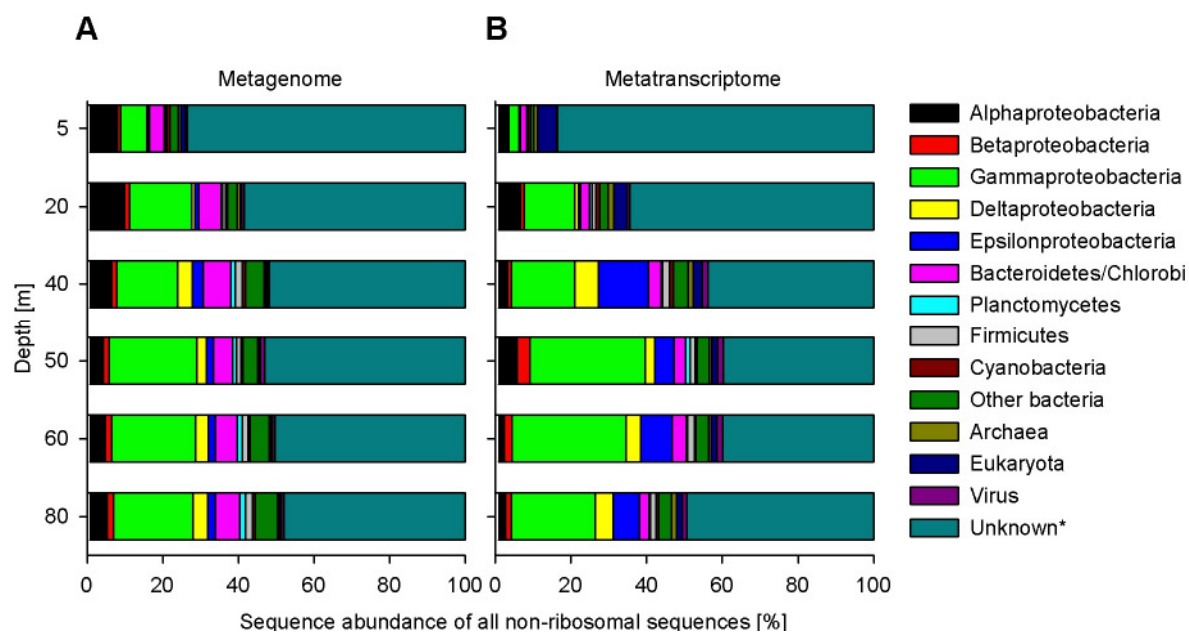 A
B
Metagenome
Metatranscriptome
Depth [m]
5
20
40
50
60
80
0 20 40 60 80 100
0 20 40 60 80 100
Sequence abundance of all non-ribosomal sequences [%]
Alphaproteobacteria
Betaproteobacteria
Gammaproteobacteria
Deltaproteobacteria
Epsilonproteobacteria
Bacteroidetes/Chlorobi
Planctomycetes
Firmicutes
Cyanobacteria
Other bacteria
Archaea
Eukaryota
Virus
Unknown*